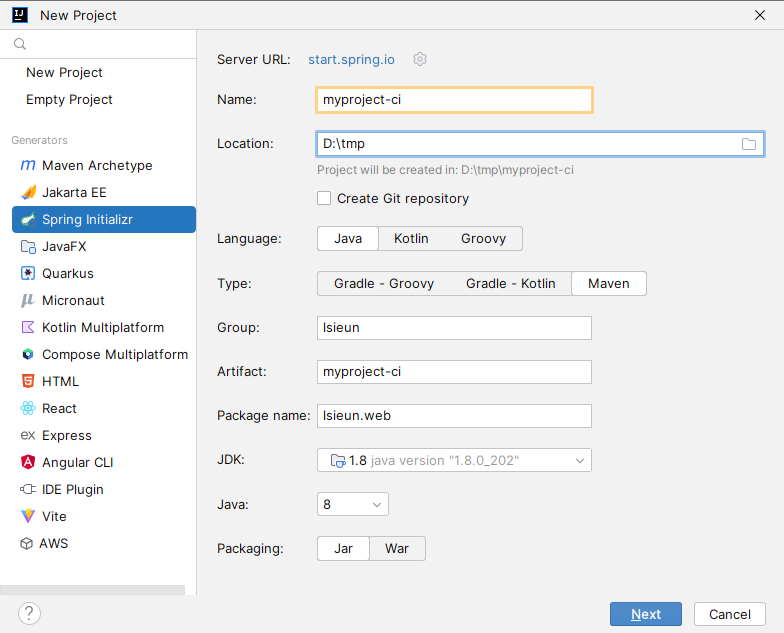 New Project
New Project
Empty Project
Generators
Maven Archetype
Jakarta EE
Spring Initializr
JavaFX
Quarkus
Micronaut
Kotlin Multiplatform
Compose Multiplatform
HTML
React
Express
Angular CLI
IDE Plugin
Vite
AWS
Server URL: start.spring.io
Name: myproject-ci
Location: D:\tmp
Project will be created in: D:\tmp\myproject-ci
Create Git repository
Language: Java Kotlin Groovy
Type: Gradle - Groovy Gradle - Kotlin Maven
Group: lsieun
Artifact: myproject-ci
Package name: lsieun.web
JDK: 1.8 java version "1.8.0_202"
Java: 8
Packaging: Jar War
? Next Cancel